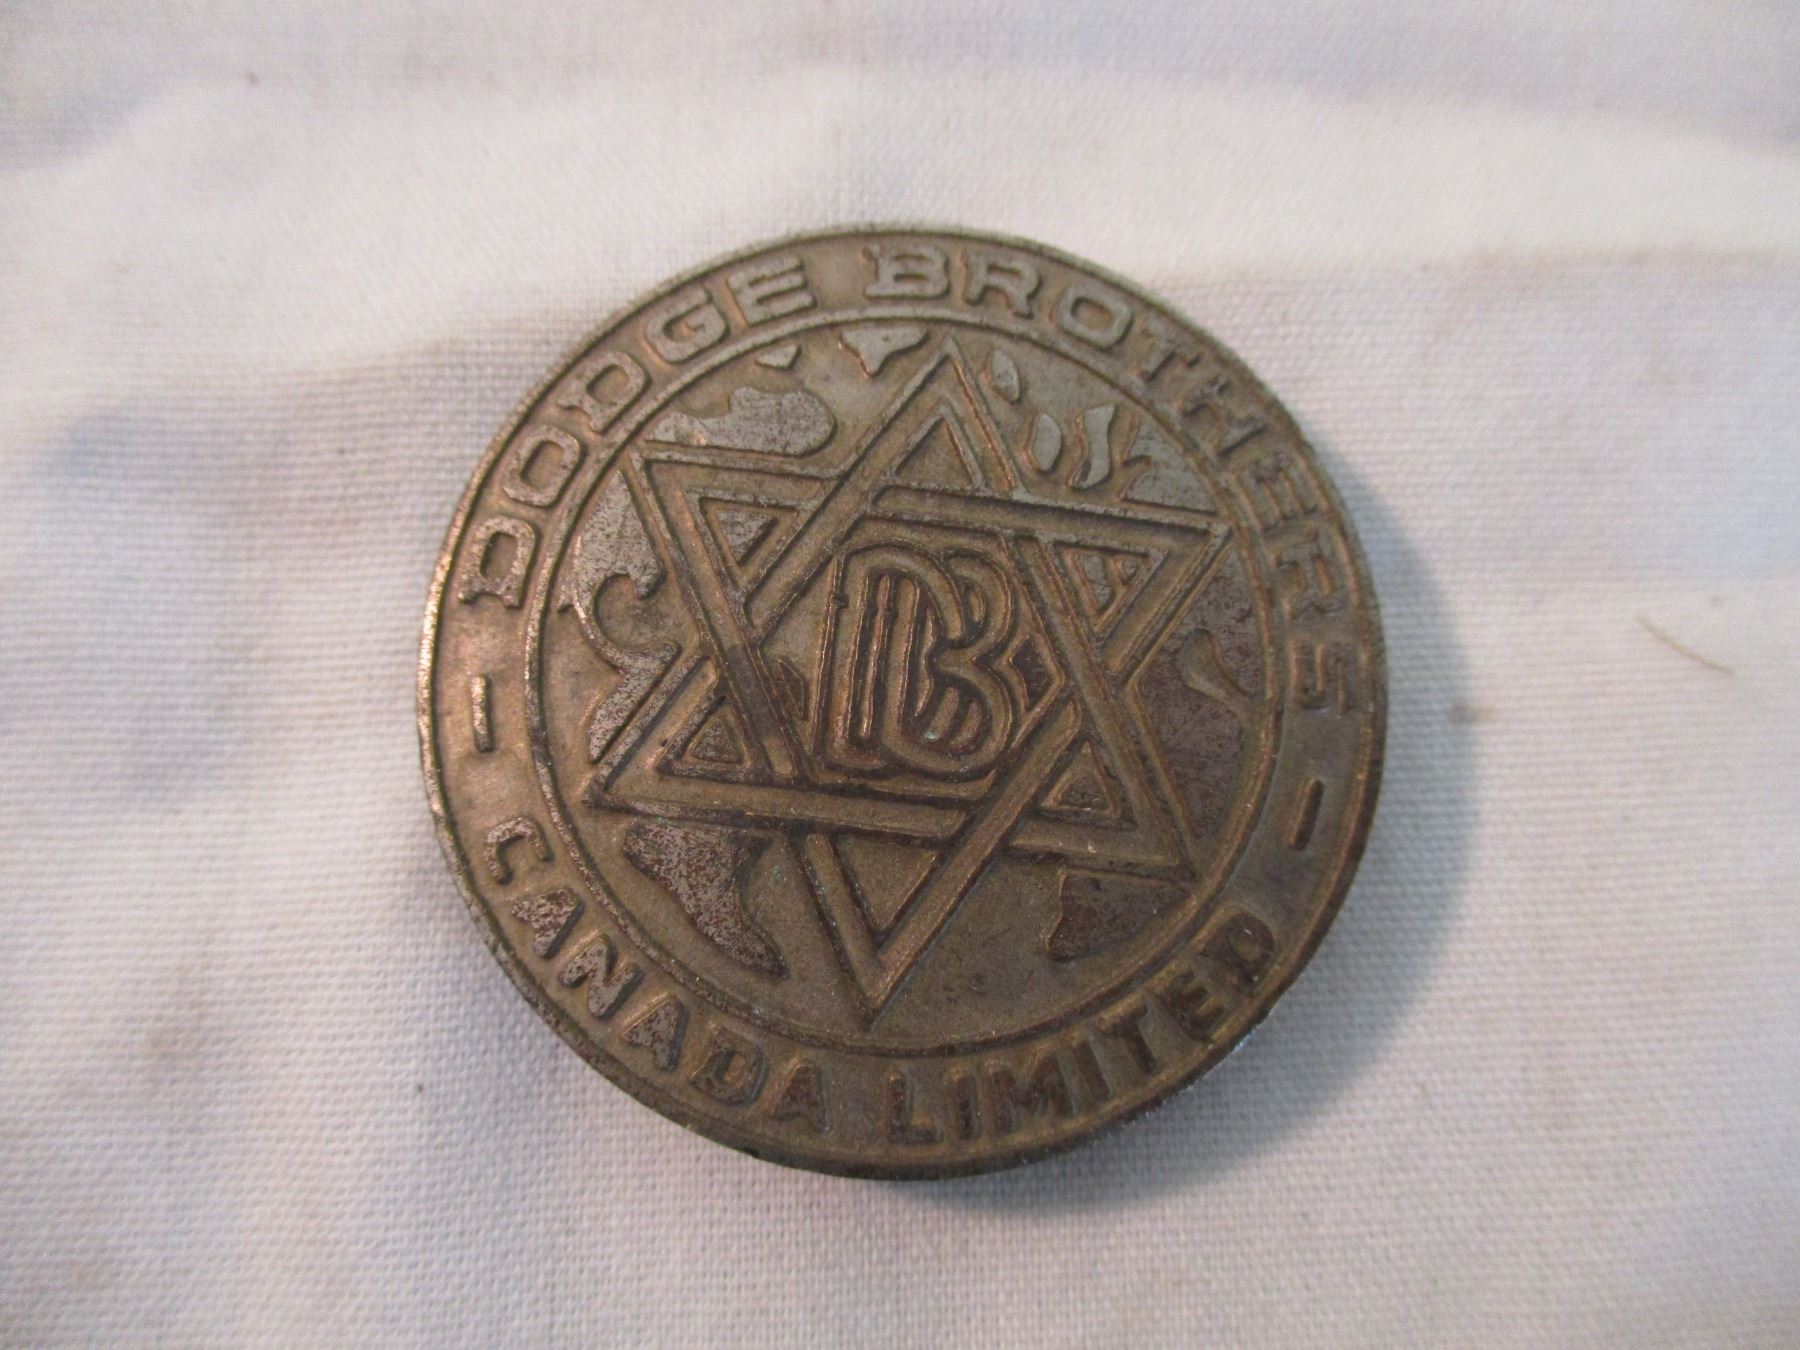 DODGE BROTHERS
- CANADA LIMITED -
DB